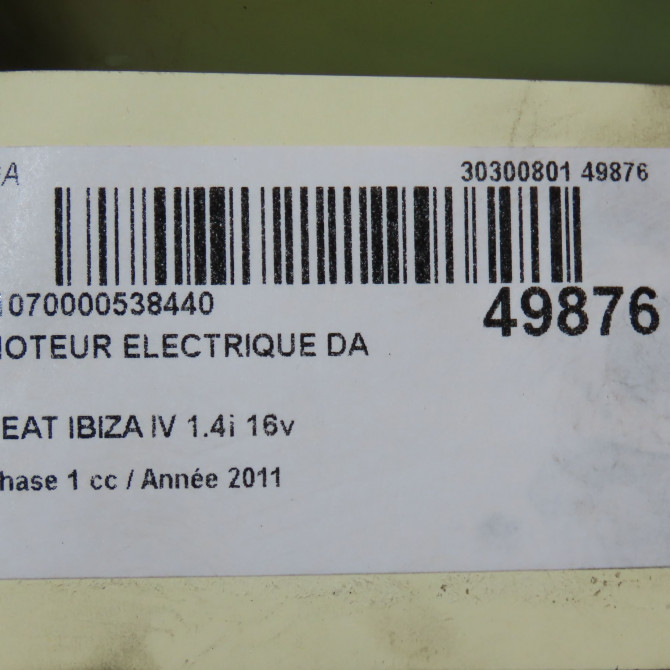 30300801 49876
070000538440
49876
MOTEUR ELECTRIQUE DA
EAT IBIZA IV 1.4i 16v
hase 1 cc / Année 2011